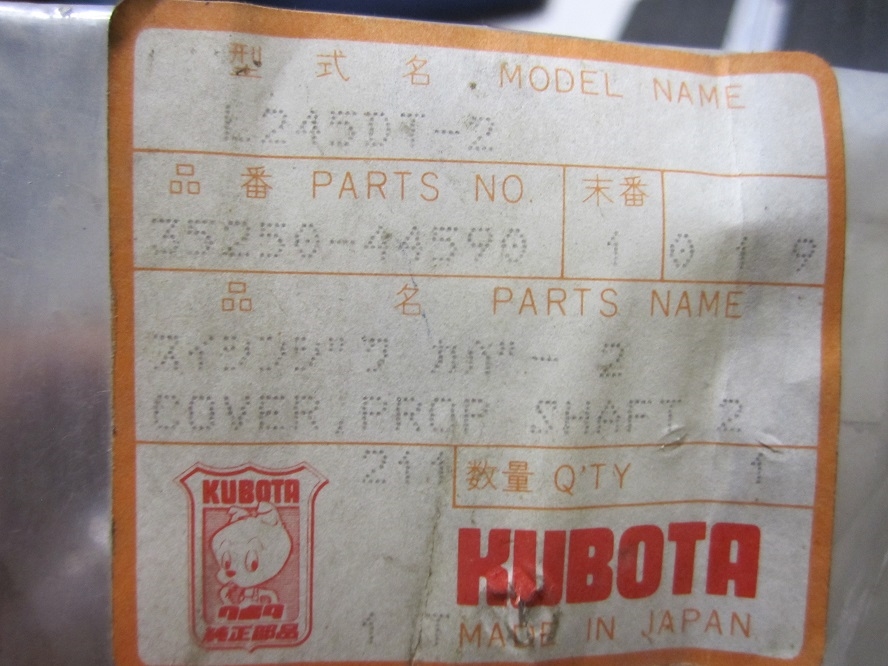 型 式 名 MODEL NAME
L245DT-2
品 番 PARTS NO. 末番
35250-44590 1 0 1 9
品 名 PARTS NAME
スイシンジク カバー 2
COVER,PROP SHAFT 2
211 数量 Q'TY 1
KUBOTA
クボタ
純正部品
KUBOTA
1 T MADE IN JAPAN